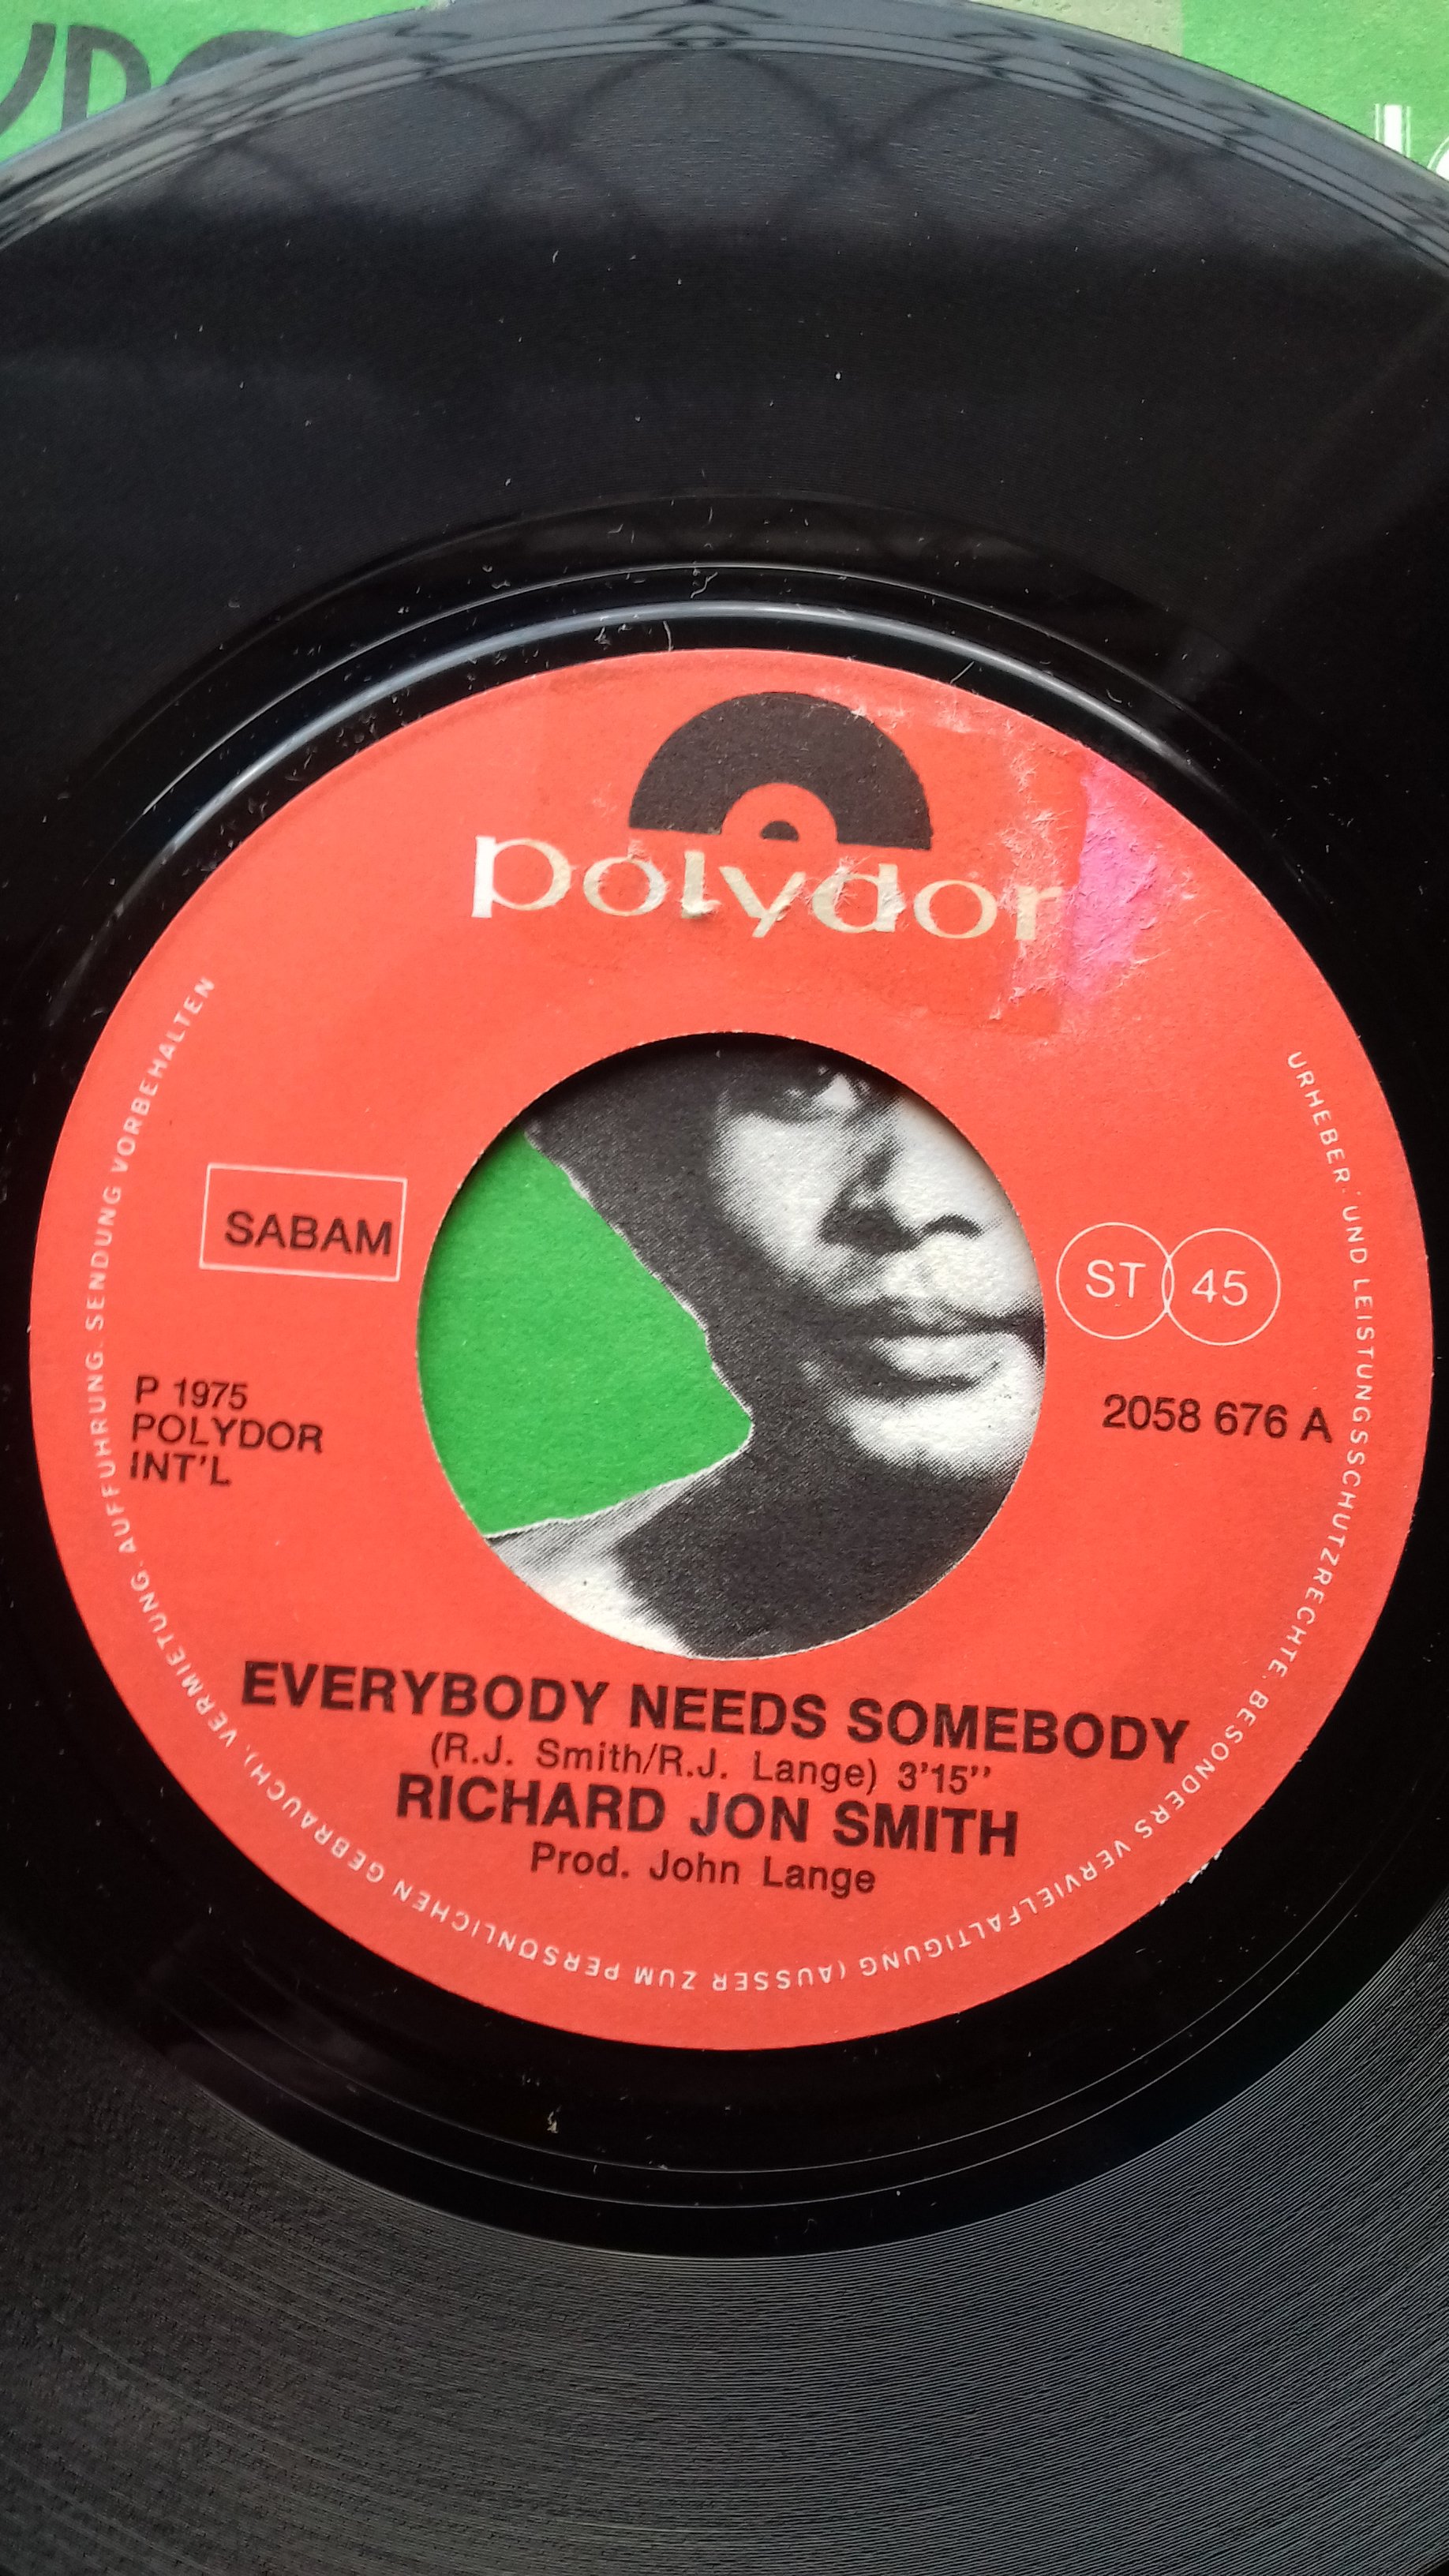 polydor
SABAM
ST 45
P 1975
POLYDOR
INT'L
2058 676 A
EVERYBODY NEEDS SOMEBODY
(R.J. Smith/R.J. Lange) 3'15''
RICHARD JON SMITH
Prod. John Lange
URHEBER- UND LEISTUNGSSCHUTZRECHTE, BESONDERS VERVIELFÄLTIGUNG (AUSSER ZUM PERSÖNLICHEN GEBRAUCH), VERMIETUNG, AUFFÜHRUNG, SENDUNG VORBEHALTEN